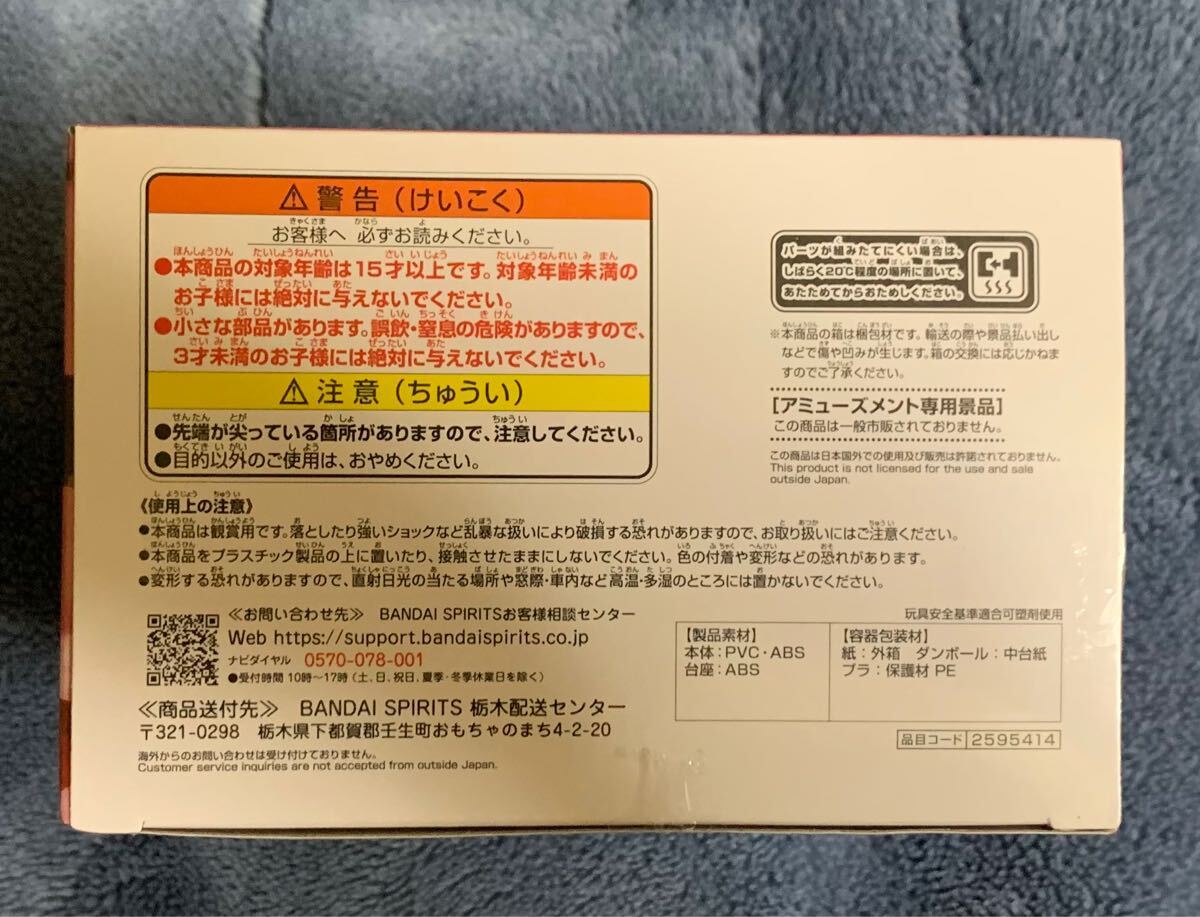 ⚠警告（けいこく）
お客様へ 必ずお読みください。
●本商品の対象年齢は15才以上です。対象年齢未満の
お子様には絶対に与えないでください。
●小さな部品があります。誤飲・窒息の危険がありますので、
3才未満のお子様には絶対に与えないでください。
⚠注意（ちゅうい）
●先端が尖っている箇所がありますので、注意してください。
●目的以外のご使用は、おやめください。
パーツが組みたてにくい場合は、
しばらく20℃程度の場所に置いて、
あたためてからおためしください。
※本商品の箱は梱包材です。輸送の際や景品払い出し
などで傷や凹みが生じます。箱の交換には応じかねま
すのでご了承ください。
［アミューズメント専用景品］
この商品は一般市販されておりません。
この商品は日本国外での使用及び販売は許諾されておりません。
This product is not licensed for the use and sale
outside Japan.
《使用上の注意》
●本商品は観賞用です。落としたり強いショックなど乱暴な扱いにより破損する恐れがありますので、お取り扱いにはご注意ください。
●本商品をプラスチック製品の上に置いたり、接触させたままにしないでください。色の付着や変形などの恐れがあります。
●変形する恐れがありますので、直射日光の当たる場所や窓際・車内など高温・多湿のところには置かないでください。
≪お問い合わせ先≫ BANDAI SPIRITSお客様相談センター
Web https://support.bandaispirits.co.jp
ナビダイヤル 0570-078-001
●受付時間 10時～17時（土、日、祝日、夏季・冬季休業日を除く）
≪商品送付先≫ BANDAI SPIRITS 栃木配送センター
〒321-0298 栃木県下都賀郡壬生町おもちゃのまち4-2-20
海外からのお問い合わせは受け付けておりません。
Customer service inquiries are not accepted from outside Japan.
玩具安全基準適合可塑剤使用
【製品素材】
本体：PVC・ABS
台座：ABS
【容器包装材】
紙：外箱 ダンボール：中台紙
プラ：保護材 PE
品目コード 2595414